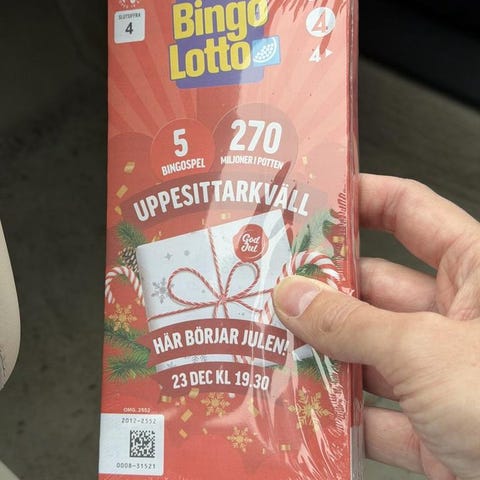 SLUTSIFFRA
4
Bingo
Lotto
4
4
5
BINGOSPEL
270
MILJONER I POTTEN
UPPESITTARKVÄLL
God
Jul
HÄR BÖRJAR JULEN!
23 DEC KL 19.30
OMG. 2552
2012-2552
0008-31521